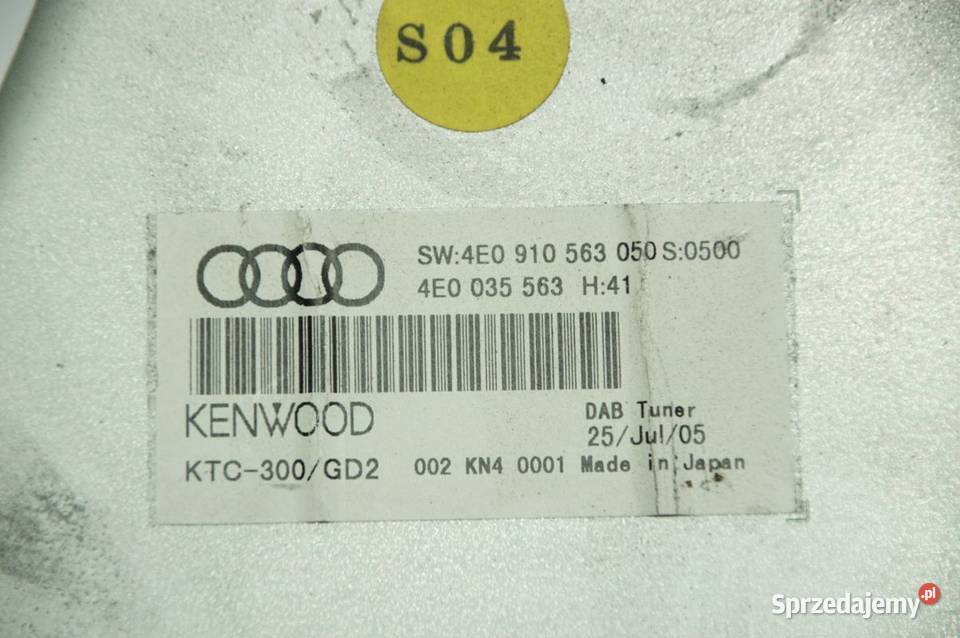 S04
SW:4E0 910 563 050 S:0500
4E0 035 563 H:41
KENWOOD
DAB Tuner
25/Jul/05
KTC-300/GD2 002 KN4 0001 Made in Japan
Sprzedajemy.pl